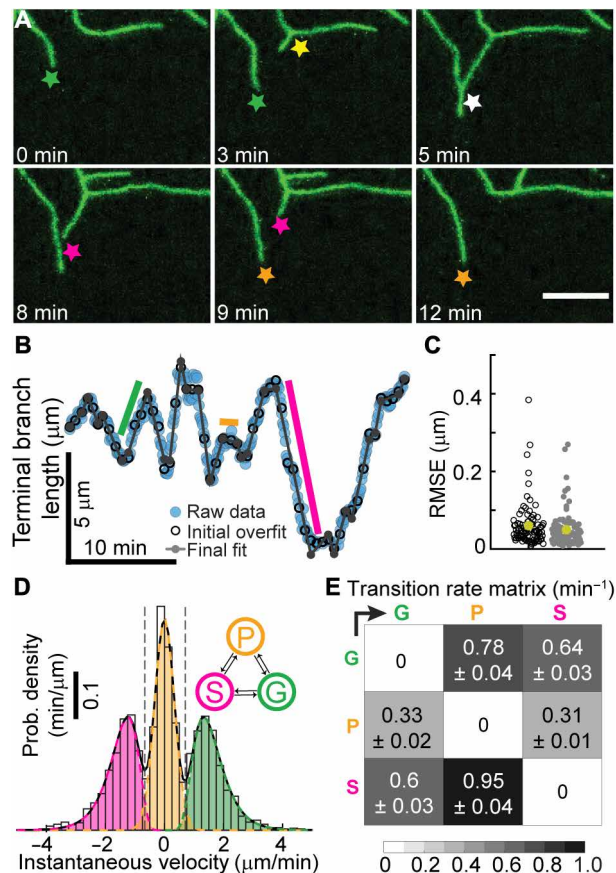 A
0 min
3 min
5 min
8 min
9 min
12 min
B
Terminal branch
length (μm)
5 μm
10 min
Raw data
Initial overfit
Final fit
C
RMSE (μm)
0.4
0.2
0
D
Prob. density
(min/μm)
0.1
P
S
G
−4
−2
0
2
4
Instantaneous velocity (μm/min)
E Transition rate matrix (min⁻¹)
G P S
G 0 0.78 ± 0.04 0.64 ± 0.03
P 0.33 ± 0.02 0 0.31 ± 0.01
S 0.6 ± 0.03 0.95 ± 0.04 0
0 0.2 0.4 0.6 0.8 1.0